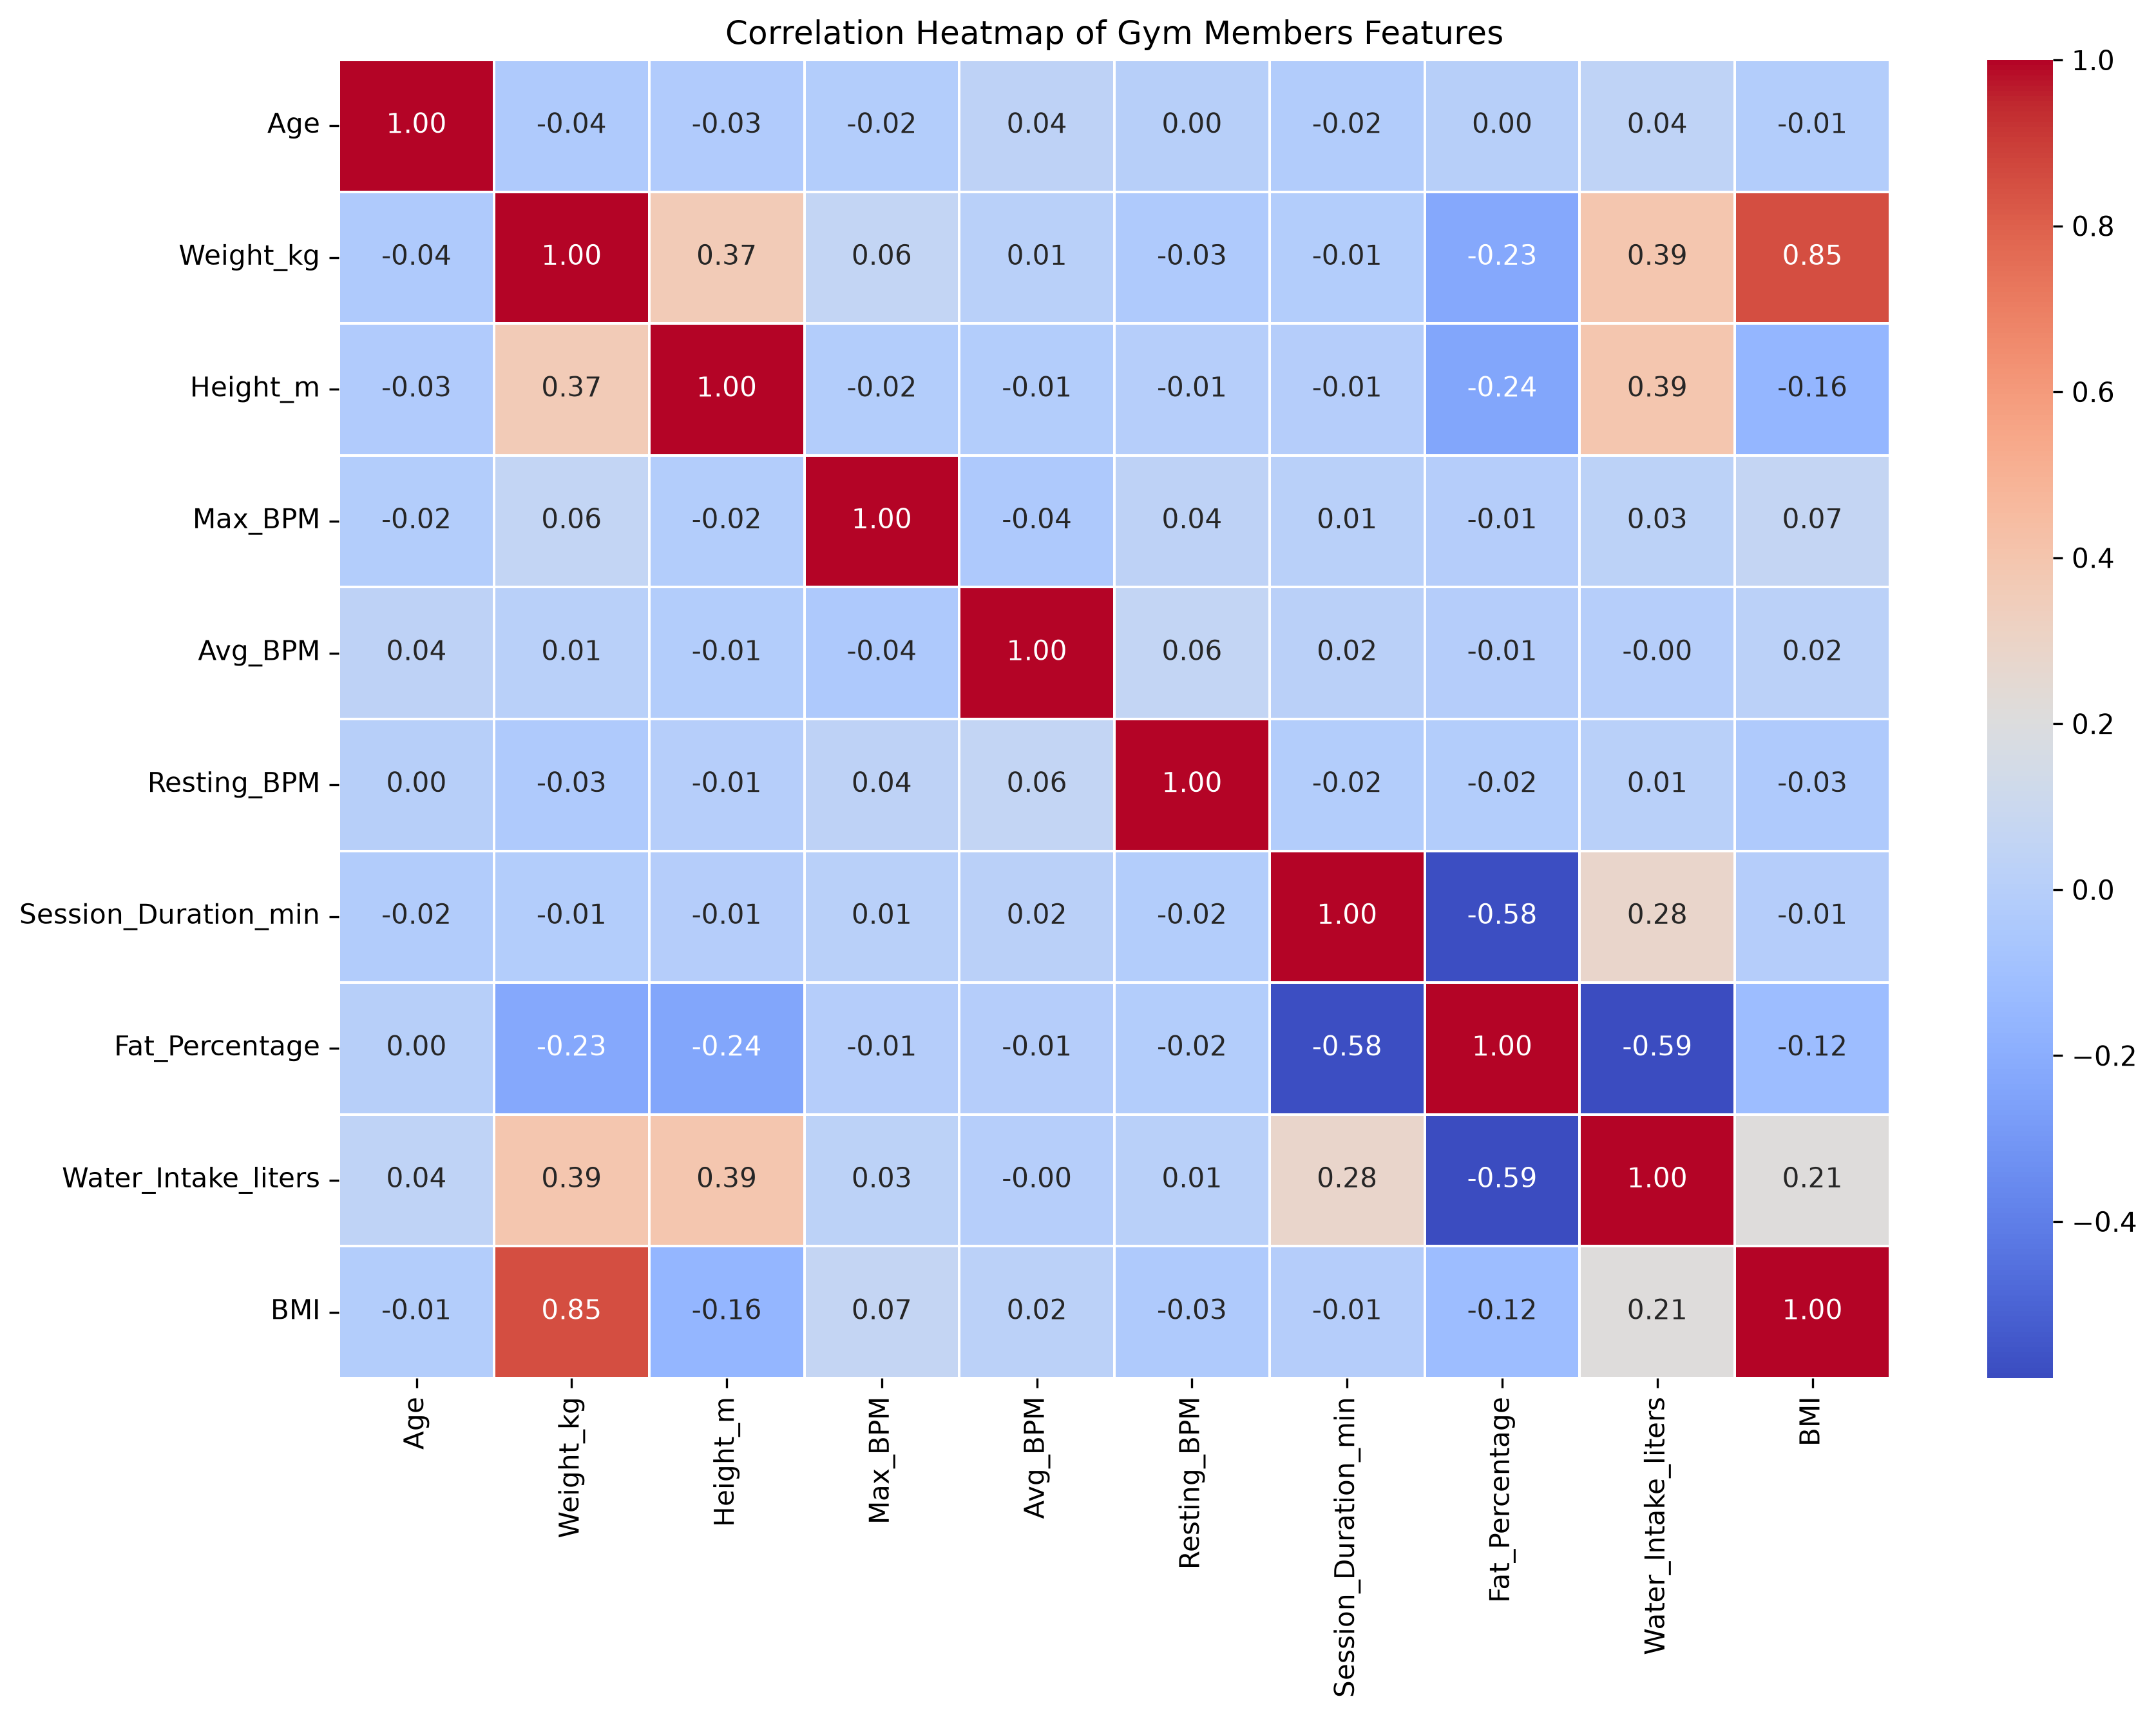 Correlation Heatmap of Gym Members Features
Age 1.00 -0.04 -0.03 -0.02 0.04 0.00 -0.02 0.00 0.04 -0.01
Weight_kg -0.04 1.00 0.37 0.06 0.01 -0.03 -0.01 -0.23 0.39 0.85
Height_m -0.03 0.37 1.00 -0.02 -0.01 -0.01 -0.01 -0.24 0.39 -0.16
Max_BPM -0.02 0.06 -0.02 1.00 -0.04 0.04 0.01 -0.01 0.03 0.07
Avg_BPM 0.04 0.01 -0.01 -0.04 1.00 0.06 0.02 -0.01 -0.00 0.02
Resting_BPM 0.00 -0.03 -0.01 0.04 0.06 1.00 -0.02 -0.02 0.01 -0.03
Session_Duration_min -0.02 -0.01 -0.01 0.01 0.02 -0.02 1.00 -0.58 0.28 -0.01
Fat_Percentage 0.00 -0.23 -0.24 -0.01 -0.01 -0.02 -0.58 1.00 -0.59 -0.12
Water_Intake_liters 0.04 0.39 0.39 0.03 -0.00 0.01 0.28 -0.59 1.00 0.21
BMI -0.01 0.85 -0.16 0.07 0.02 -0.03 -0.01 -0.12 0.21 1.00
Age
Weight_kg
Height_m
Max_BPM
Avg_BPM
Resting_BPM
Session_Duration_min
Fat_Percentage
Water_Intake_liters
BMI
1.0
0.8
0.6
0.4
0.2
0.0
−0.2
−0.4